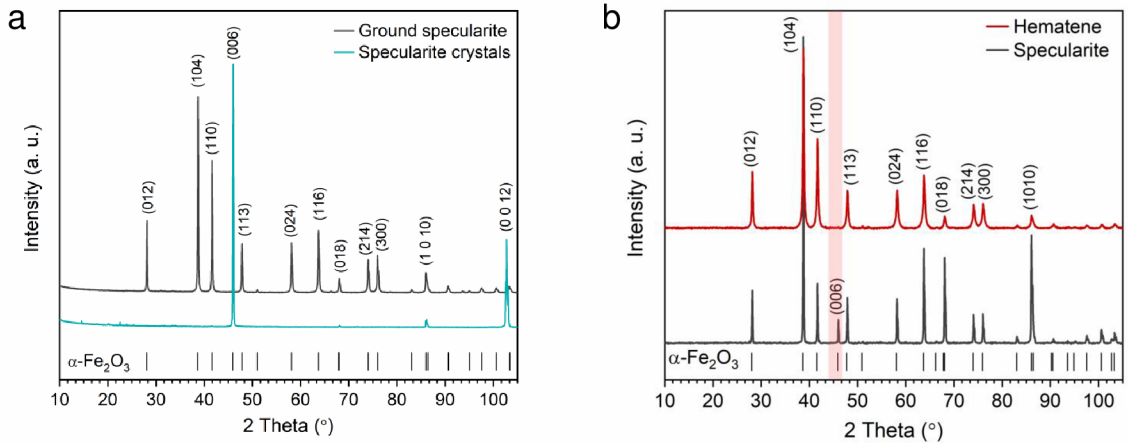 a
Ground specularite
Specularite crystals
(012)
(104)
(110)
(006)
(113)
(024)
(116)
(018)
(214)
(300)
(1 0 10)
(0 0 12)
α-Fe₂O₃
Intensity (a. u.)
10 20 30 40 50 60 70 80 90 100
2 Theta (°)
b
Hematene
Specularite
(012)
(104)
(110)
(113)
(024)
(116)
(018)
(214)
(300)
(1010)
(006)
α-Fe₂O₃
Intensity (a. u.)
10 20 30 40 50 60 70 80 90 100
2 Theta (°)